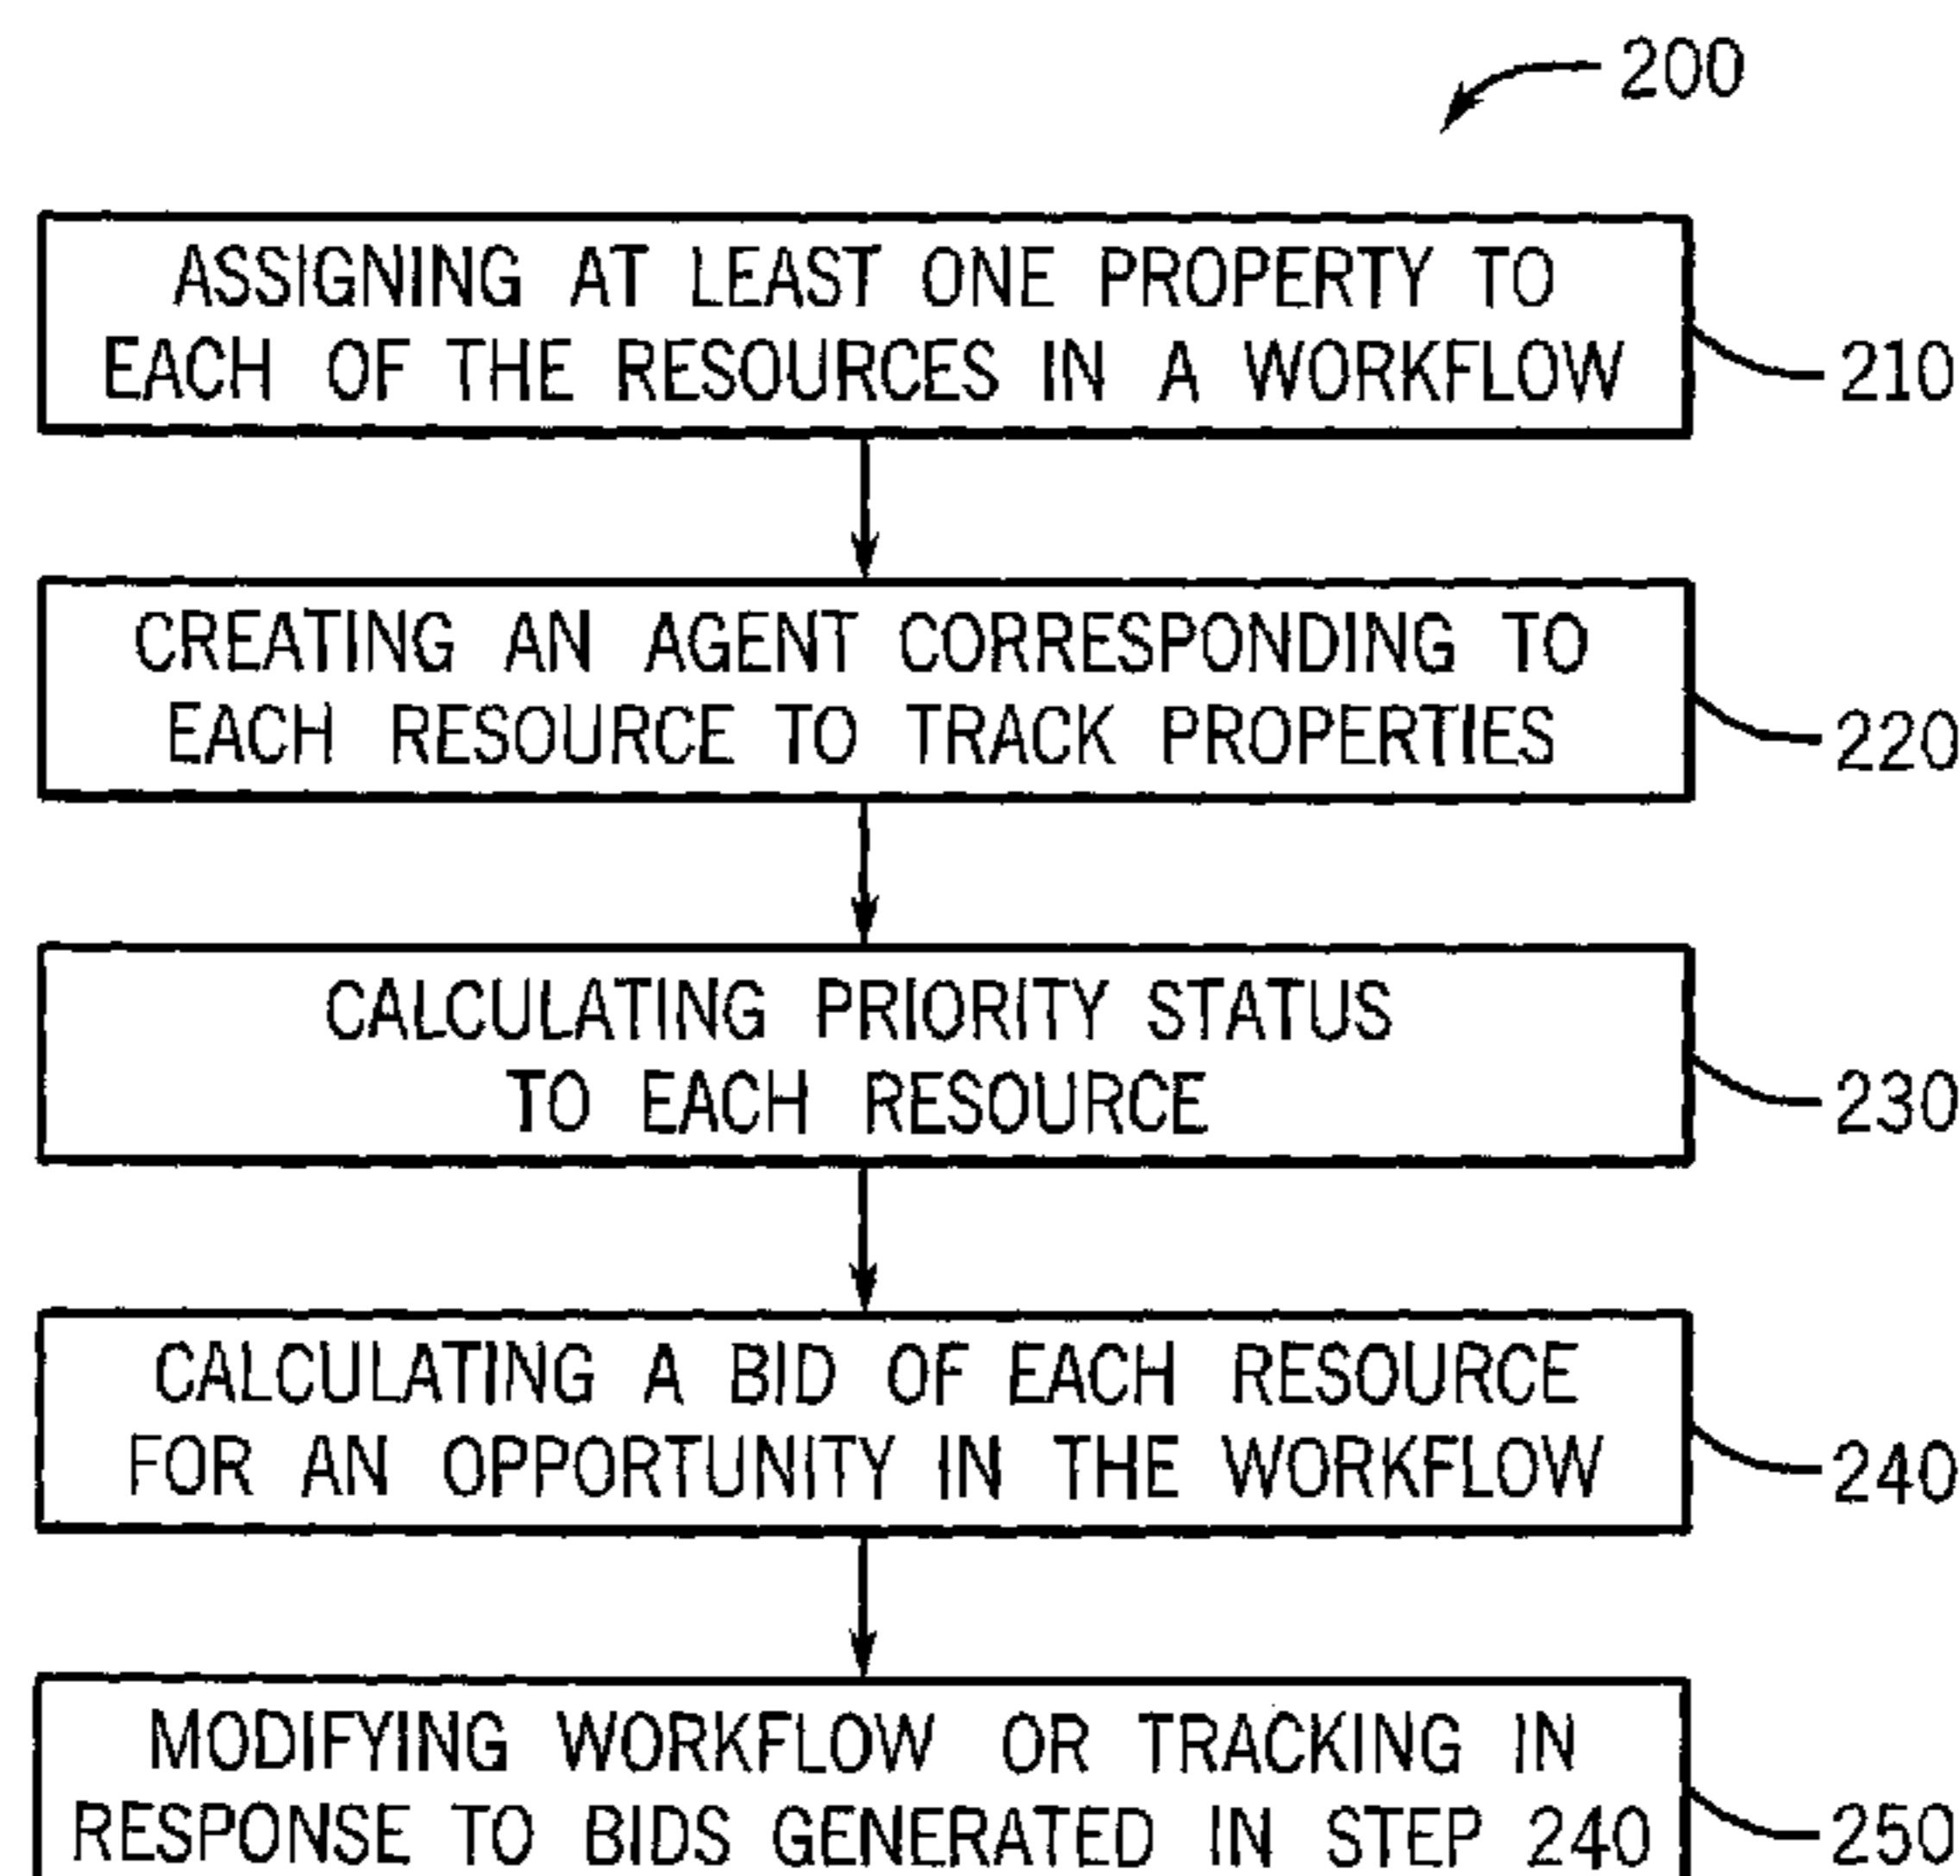 200
ASSIGNING AT LEAST ONE PROPERTY TO
EACH OF THE RESOURCES IN A WORKFLOW
210
CREATING AN AGENT CORRESPONDING TO
EACH RESOURCE TO TRACK PROPERTIES
220
CALCULATING PRIORITY STATUS
TO EACH RESOURCE
230
CALCULATING A BID OF EACH RESOURCE
FOR AN OPPORTUNITY IN THE WORKFLOW
240
MODIFYING WORKFLOW OR TRACKING IN
RESPONSE TO BIDS GENERATED IN STEP 240
250